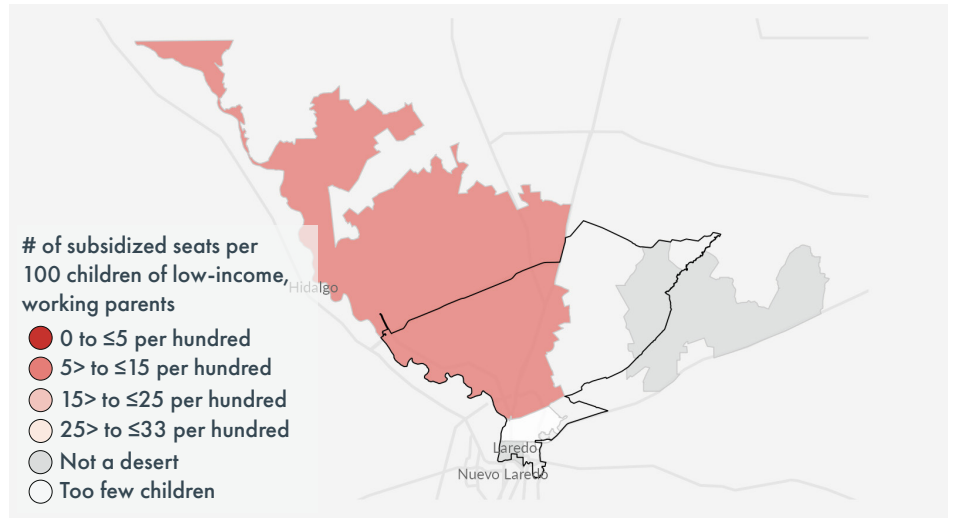 # of subsidized seats per
100 children of low-income,
working parents
0 to ≤5 per hundred
5> to ≤15 per hundred
15> to ≤25 per hundred
25> to ≤33 per hundred
Not a desert
Too few children
Hidalgo
Laredo
Nuevo Laredo